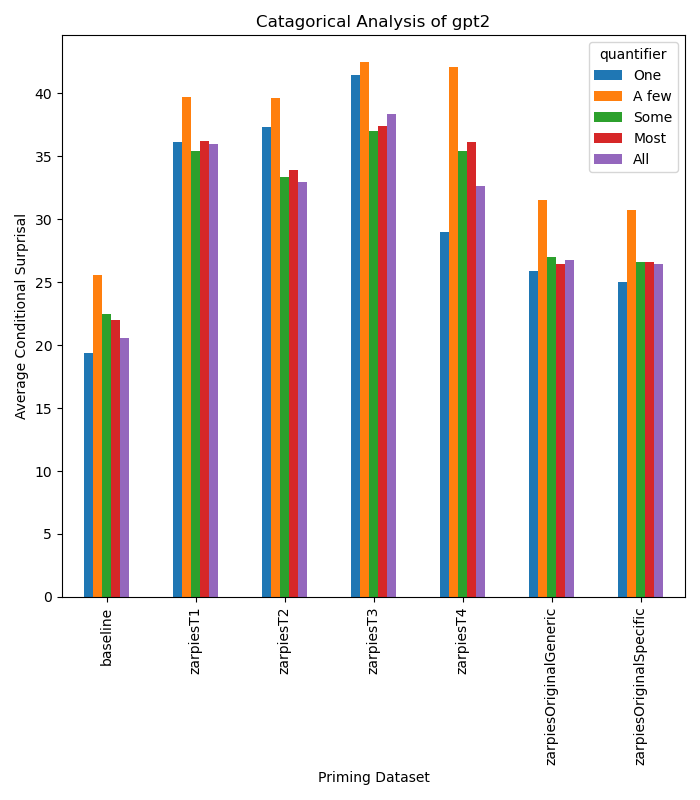 Catagorical Analysis of gpt2
quantifier
One
A few
Some
Most
All
Average Conditional Surprisal
40
35
30
25
20
15
10
5
0
baseline
zarpiesT1
zarpiesT2
zarpiesT3
zarpiesT4
zarpiesOriginalGeneric
zarpiesOriginalSpecific
Priming Dataset